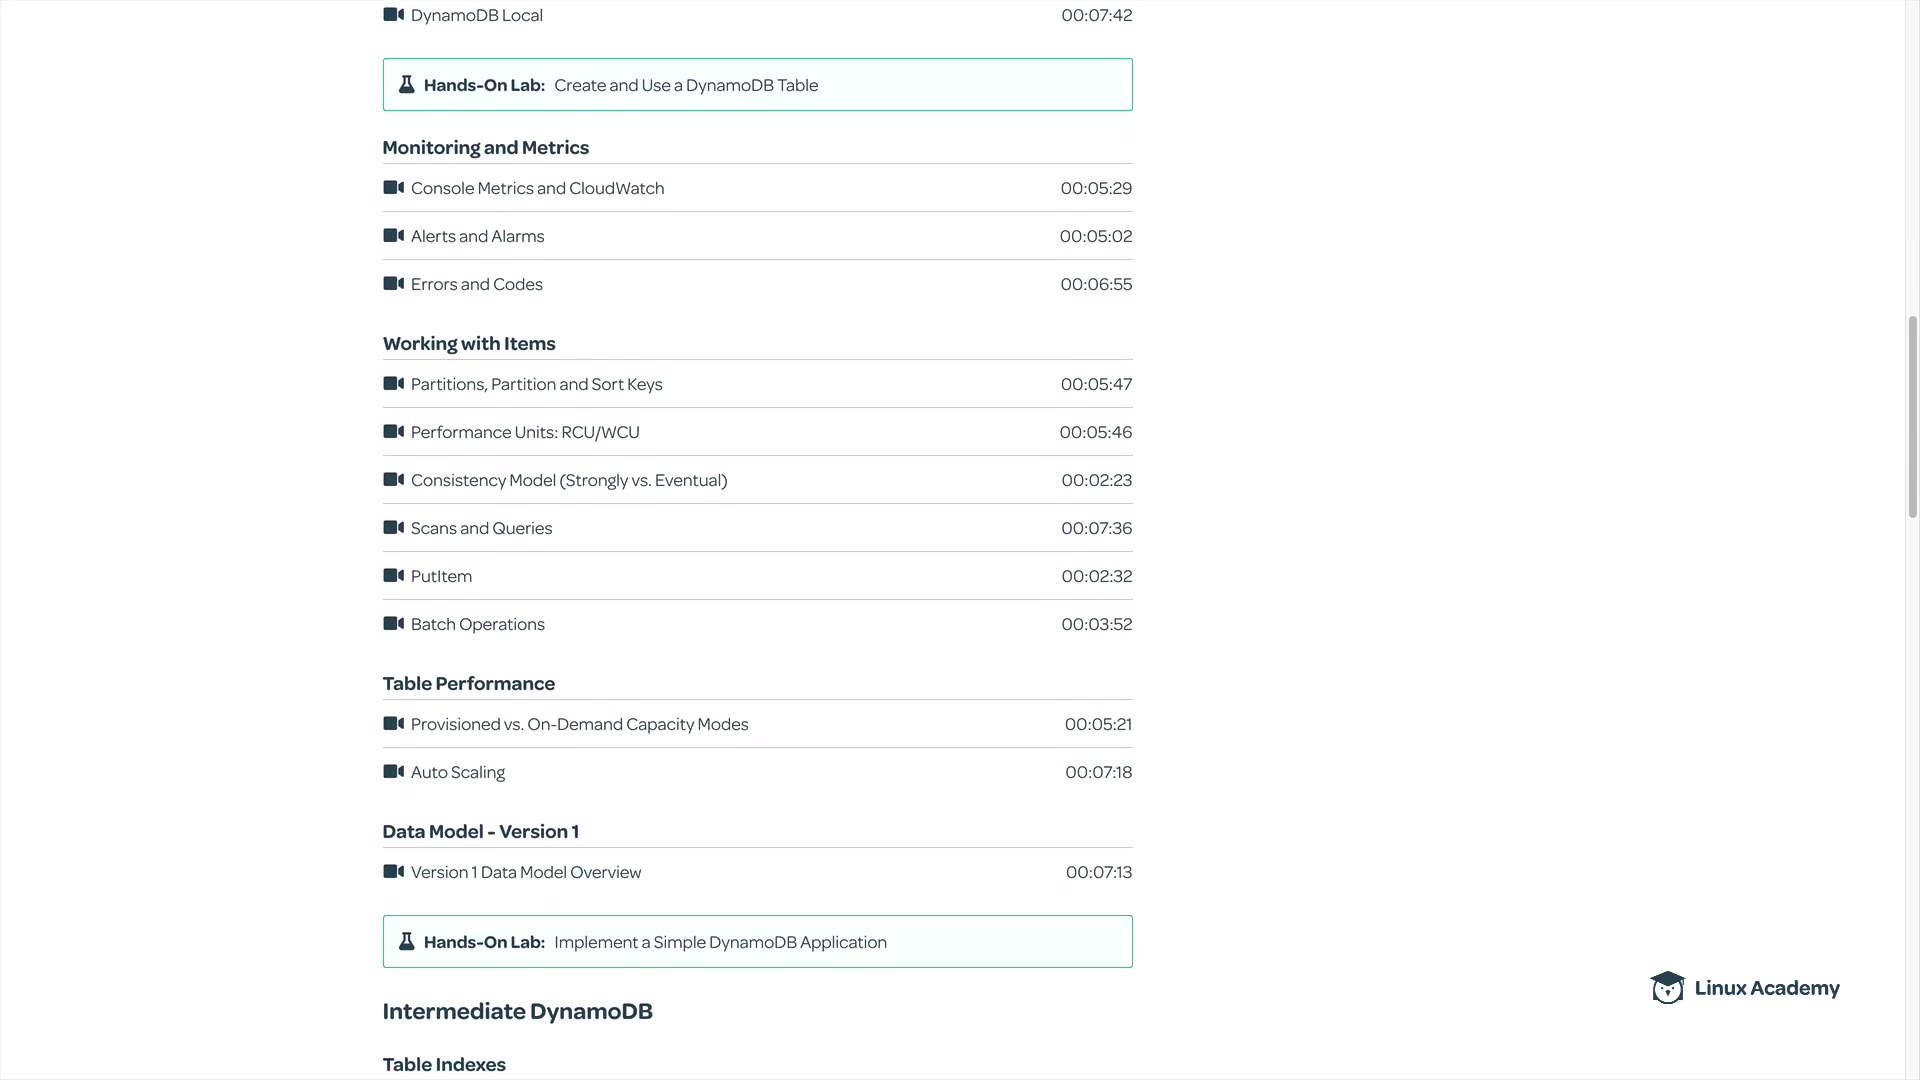 DynamoDB Local 00:07:42
Hands-On Lab: Create and Use a DynamoDB Table
Monitoring and Metrics
Console Metrics and CloudWatch 00:05:29
Alerts and Alarms 00:05:02
Errors and Codes 00:06:55
Working with Items
Partitions, Partition and Sort Keys 00:05:47
Performance Units: RCU/WCU 00:05:46
Consistency Model (Strongly vs. Eventual) 00:02:23
Scans and Queries 00:07:36
PutItem 00:02:32
Batch Operations 00:03:52
Table Performance
Provisioned vs. On-Demand Capacity Modes 00:05:21
Auto Scaling 00:07:18
Data Model - Version 1
Version 1 Data Model Overview 00:07:13
Hands-On Lab: Implement a Simple DynamoDB Application
Linux Academy
Intermediate DynamoDB
Table Indexes